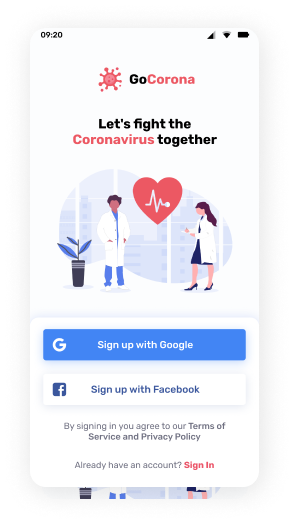 09:20
GoCorona
Let's fight the
Coronavirus together
Sign up with Google
Sign up with Facebook
By signing in you agree to our Terms of
Service and Privacy Policy
Already have an account? Sign In